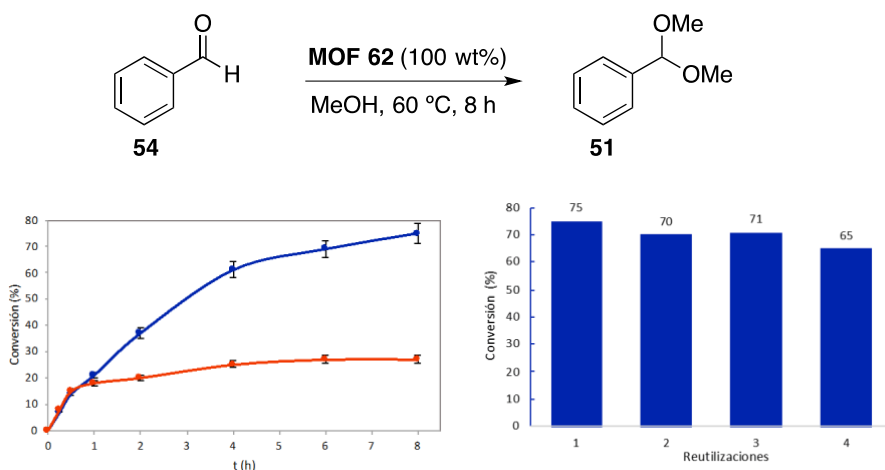 O
H
54
MOF 62 (100 wt%)
MeOH, 60 ºC, 8 h
OMe
OMe
51
Conversión (%)
80
70
60
50
40
30
20
10
0
0 1 2 3 4 5 6 7 8
t (h)
Conversión (%)
80
70
60
50
40
30
20
10
0
75 70 71 65
1 2 3 4
Reutilizaciones